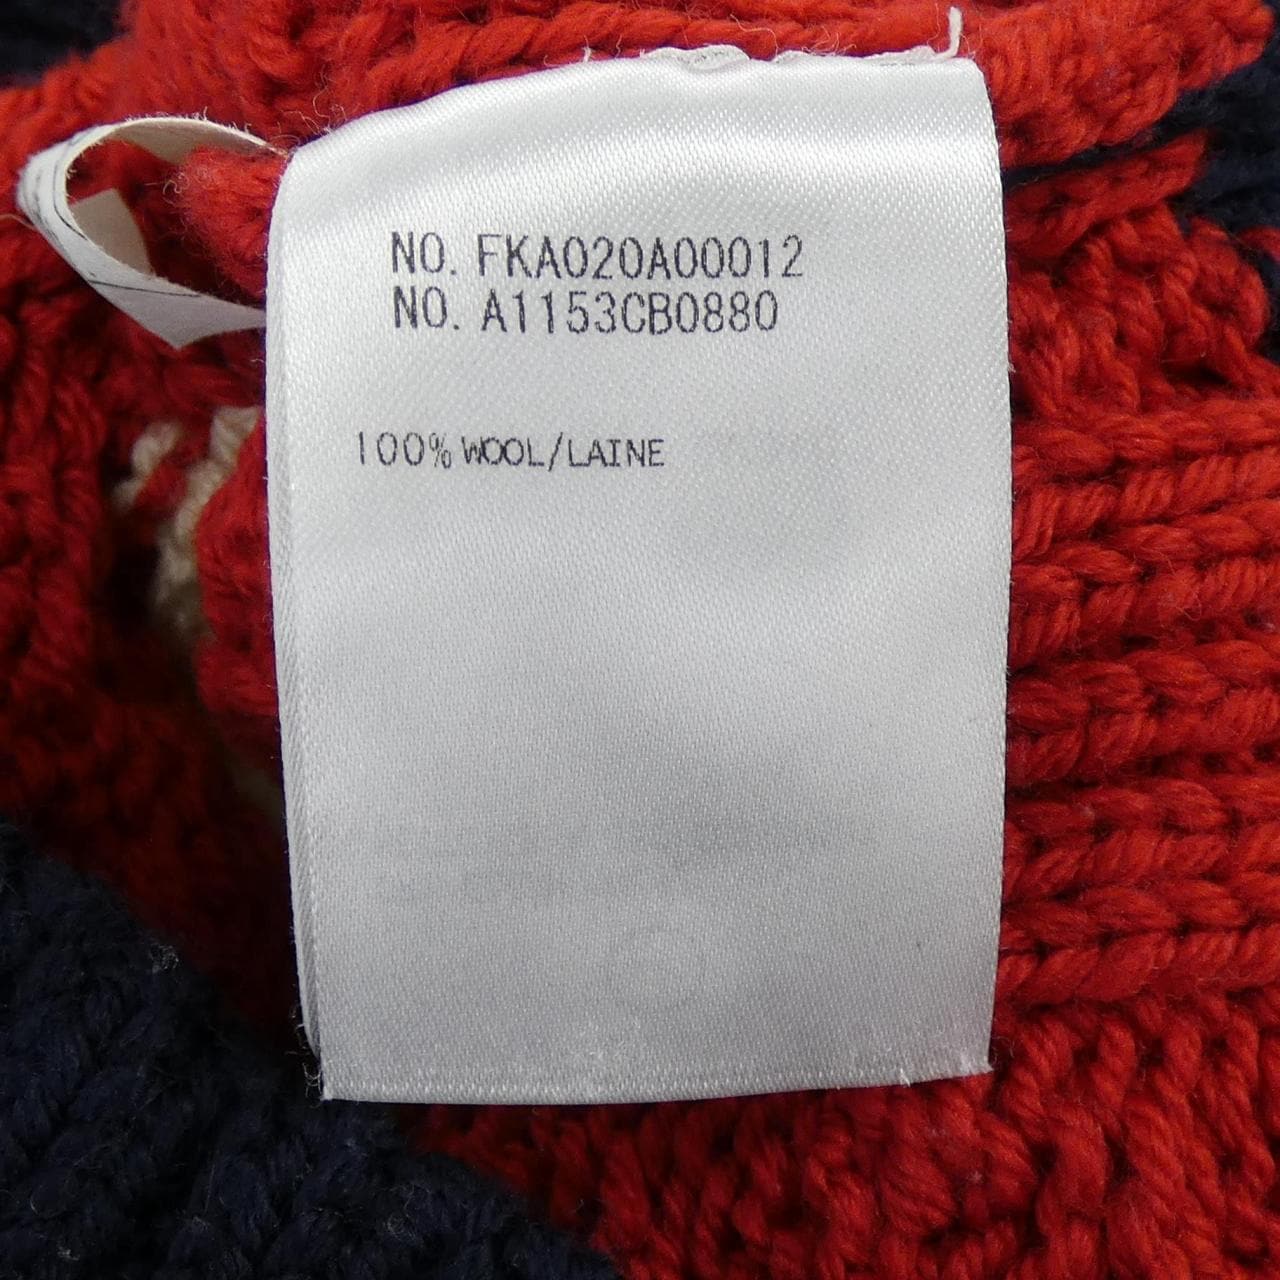 NO. FKA020A00012
NO. A1153CB0880
100% WOOL/LAINE